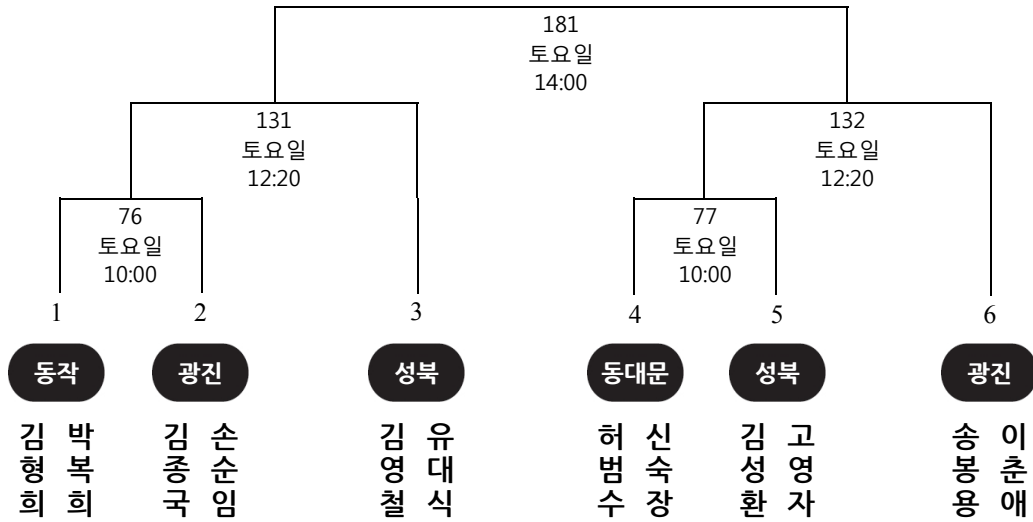 181
토요일
14:00
131
토요일
12:20
132
토요일
12:20
76
토요일
10:00
77
토요일
10:00
1 2 3 4 5 6
동작 광진 성북 동대문 성북 광진
김형희 박복희 김종국 손순임 김영철 유대식 허범수 신숙장 김성환 고영자 송봉용 이춘애